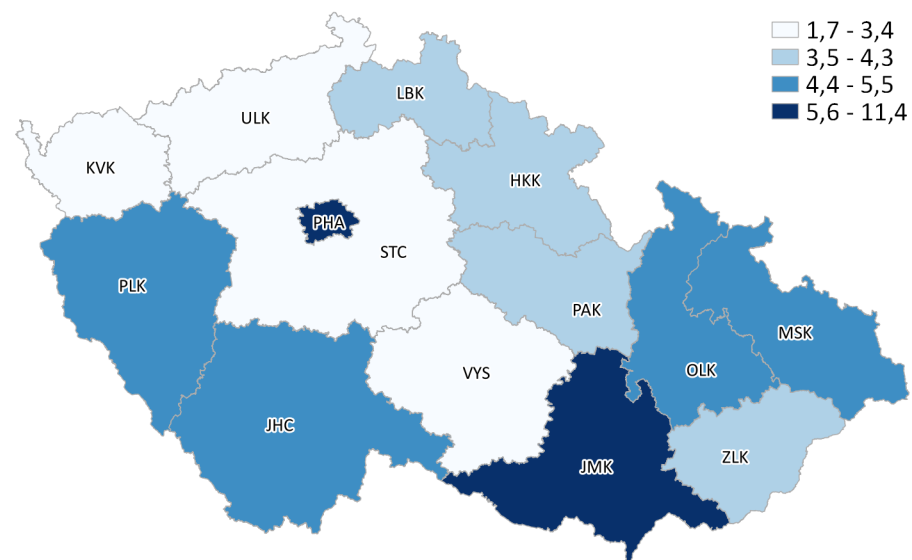 1,7 - 3,4
3,5 - 4,3
4,4 - 5,5
5,6 - 11,4
LBK
ULK
KVK
HKK
PHA
STC
PLK
PAK
MSK
OLK
VYS
JHC
ZLK
JMK